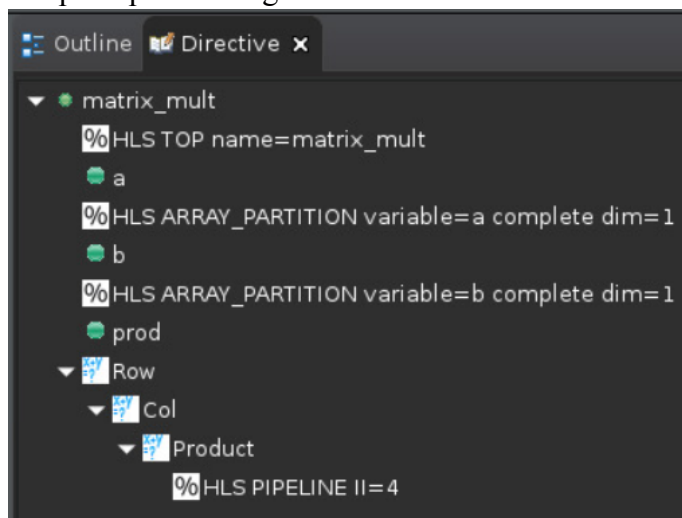 Outline Directive
matrix_mult
% HLS TOP name=matrix_mult
a
% HLS ARRAY_PARTITION variable=a complete dim=1
b
% HLS ARRAY_PARTITION variable=b complete dim=1
prod
Row
Col
Product
% HLS PIPELINE II=4